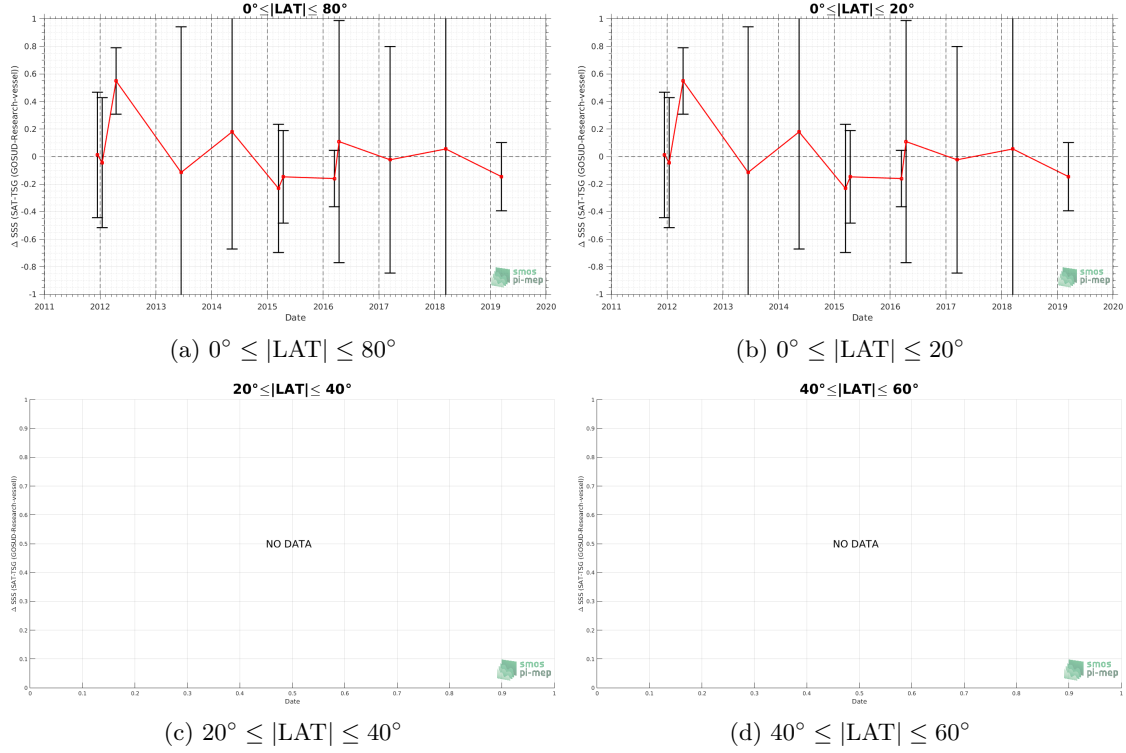 0°≤|LAT|≤ 80°
Δ SSS (SAT-TSG (GOSUD-Research-vessel))
1
0.8
0.6
0.4
0.2
0
-0.2
-0.4
-0.6
-0.8
-1
2011 2012 2013 2014 2015 2016 2017 2018 2019 2020
Date
smos
pi-mep
(a) 0° ≤ |LAT| ≤ 80°
0°≤|LAT|≤ 20°
Δ SSS (SAT-TSG (GOSUD-Research-vessel))
1
0.8
0.6
0.4
0.2
0
-0.2
-0.4
-0.6
-0.8
-1
2011 2012 2013 2014 2015 2016 2017 2018 2019 2020
Date
smos
pi-mep
(b) 0° ≤ |LAT| ≤ 20°
20°≤|LAT|≤ 40°
Δ SSS (SAT-TSG (GOSUD-Research-vessel))
1
0.9
0.8
0.7
0.6
0.5
0.4
0.3
0.2
0.1
0
NO DATA
0 0.1 0.2 0.3 0.4 0.5 0.6 0.7 0.8 0.9 1
Date
smos
pi-mep
(c) 20° ≤ |LAT| ≤ 40°
40°≤|LAT|≤ 60°
Δ SSS (SAT-TSG (GOSUD-Research-vessel))
1
0.9
0.8
0.7
0.6
0.5
0.4
0.3
0.2
0.1
0
NO DATA
0 0.1 0.2 0.3 0.4 0.5 0.6 0.7 0.8 0.9 1
Date
smos
pi-mep
(d) 40° ≤ |LAT| ≤ 60°